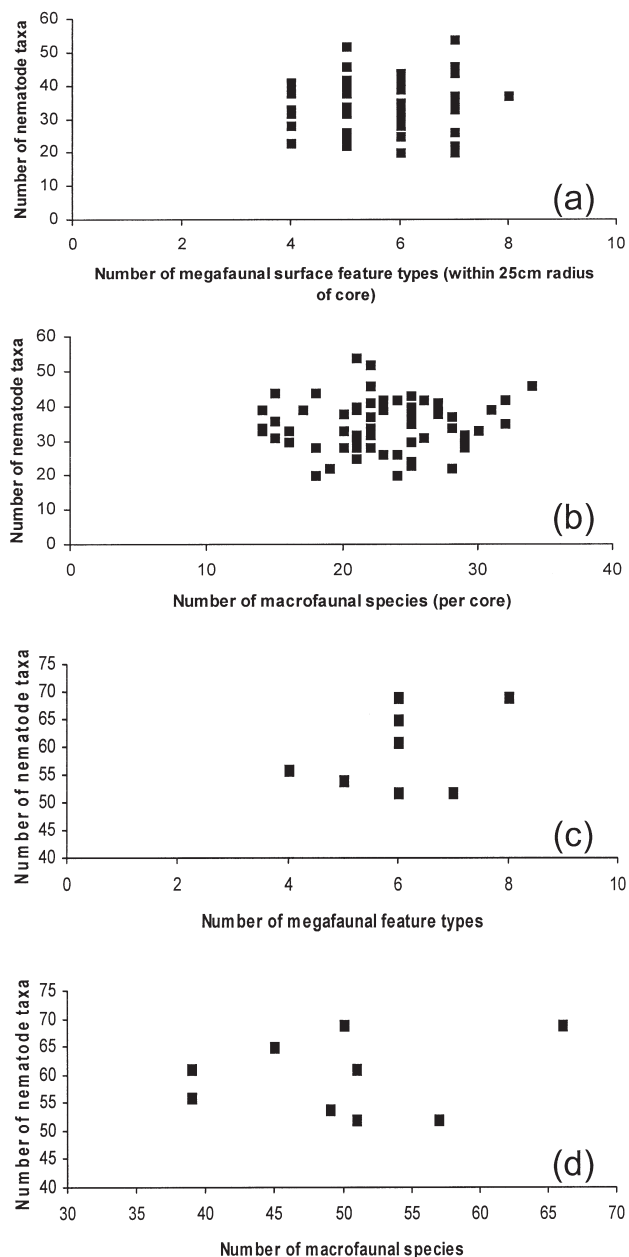 60
50
40
30
20
10
0
Number of nematode taxa
(a)
0 2 4 6 8 10
Number of megafaunal surface feature types (within 25cm radius
of core)
60
50
40
30
20
10
0
Number of nematode taxa
(b)
0 10 20 30 40
Number of macrofaunal species (per core)
75
70
65
60
55
50
45
40
Number of nematode taxa
(c)
0 2 4 6 8 10
Number of megafaunal feature types
75
70
65
60
55
50
45
40
Number of nematode taxa
(d)
30 35 40 45 50 55 60 65 70
Number of macrofaunal species